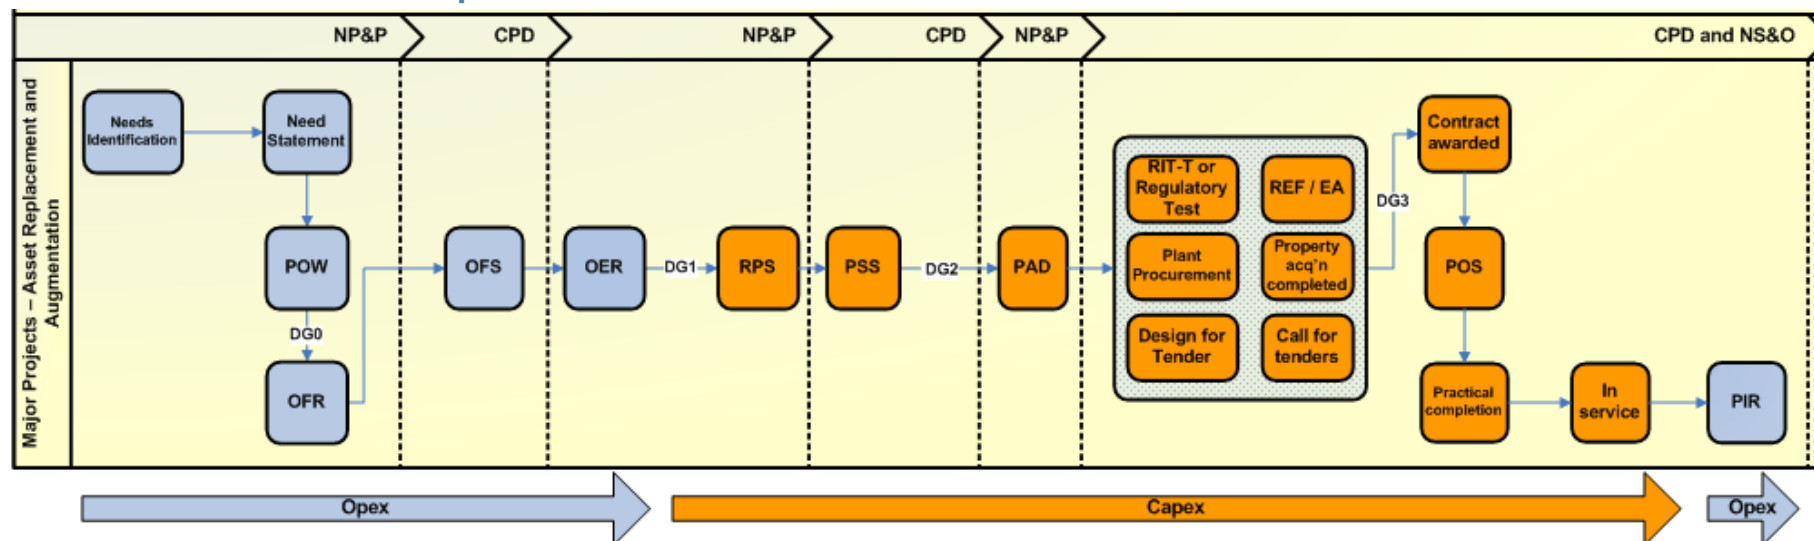 NP&P
CPD
NP&P
CPD
NP&P
CPD and NS&O
Major Projects – Asset Replacement and
Augmentation
Needs
Identification
Need
Statement
POW
DG0
OFR
OFS
OER
DG1
RPS
PSS
DG2
PAD
RIT-T or
Regulatory
Test
REF / EA
Plant
Procurement
Property
acq'n
completed
Design for
Tender
Call for
tenders
DG3
Contract
awarded
POS
Practical
completion
In
service
PIR
Opex
Capex
Opex